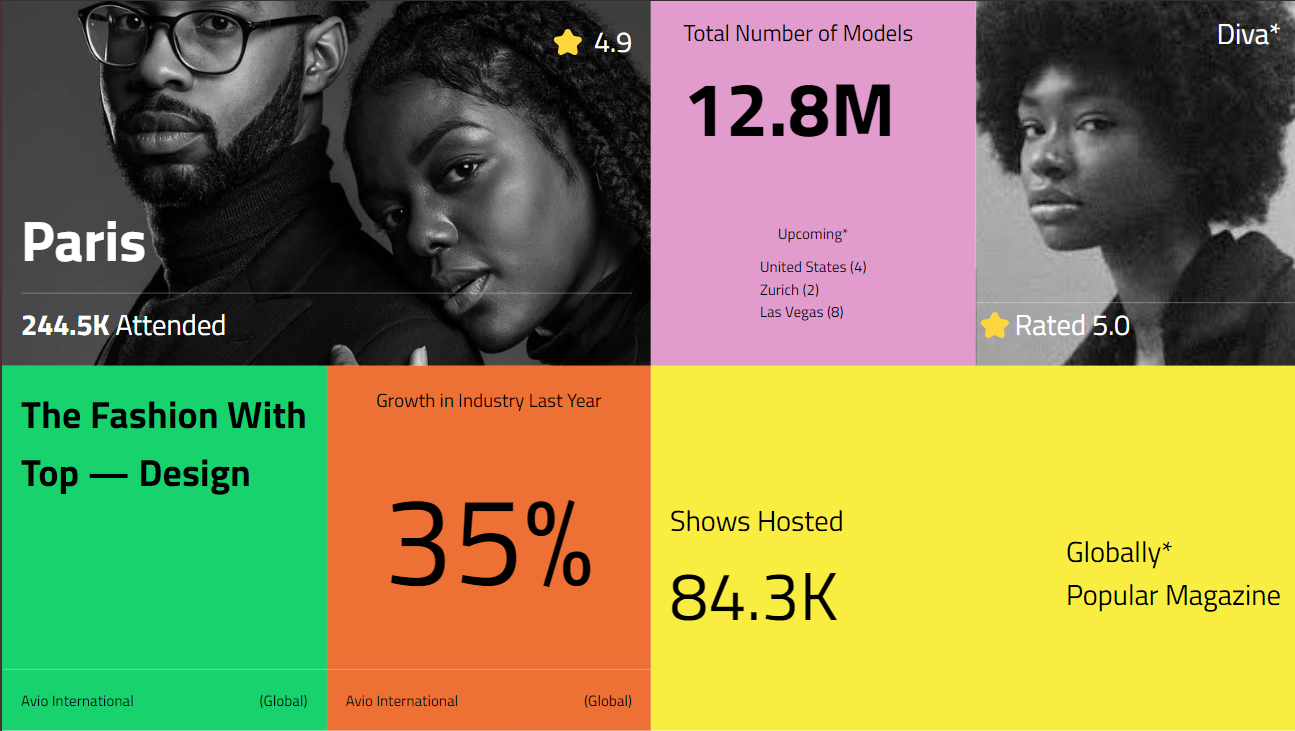 4.9
Paris
244.5K Attended
Total Number of Models
12.8M
Upcoming*
United States (4)
Zurich (2)
Las Vegas (8)
Diva*
Rated 5.0
The Fashion With
Top — Design
Avio International (Global)
Growth in Industry Last Year
35%
Avio International (Global)
Shows Hosted
84.3K
Globally*
Popular Magazine